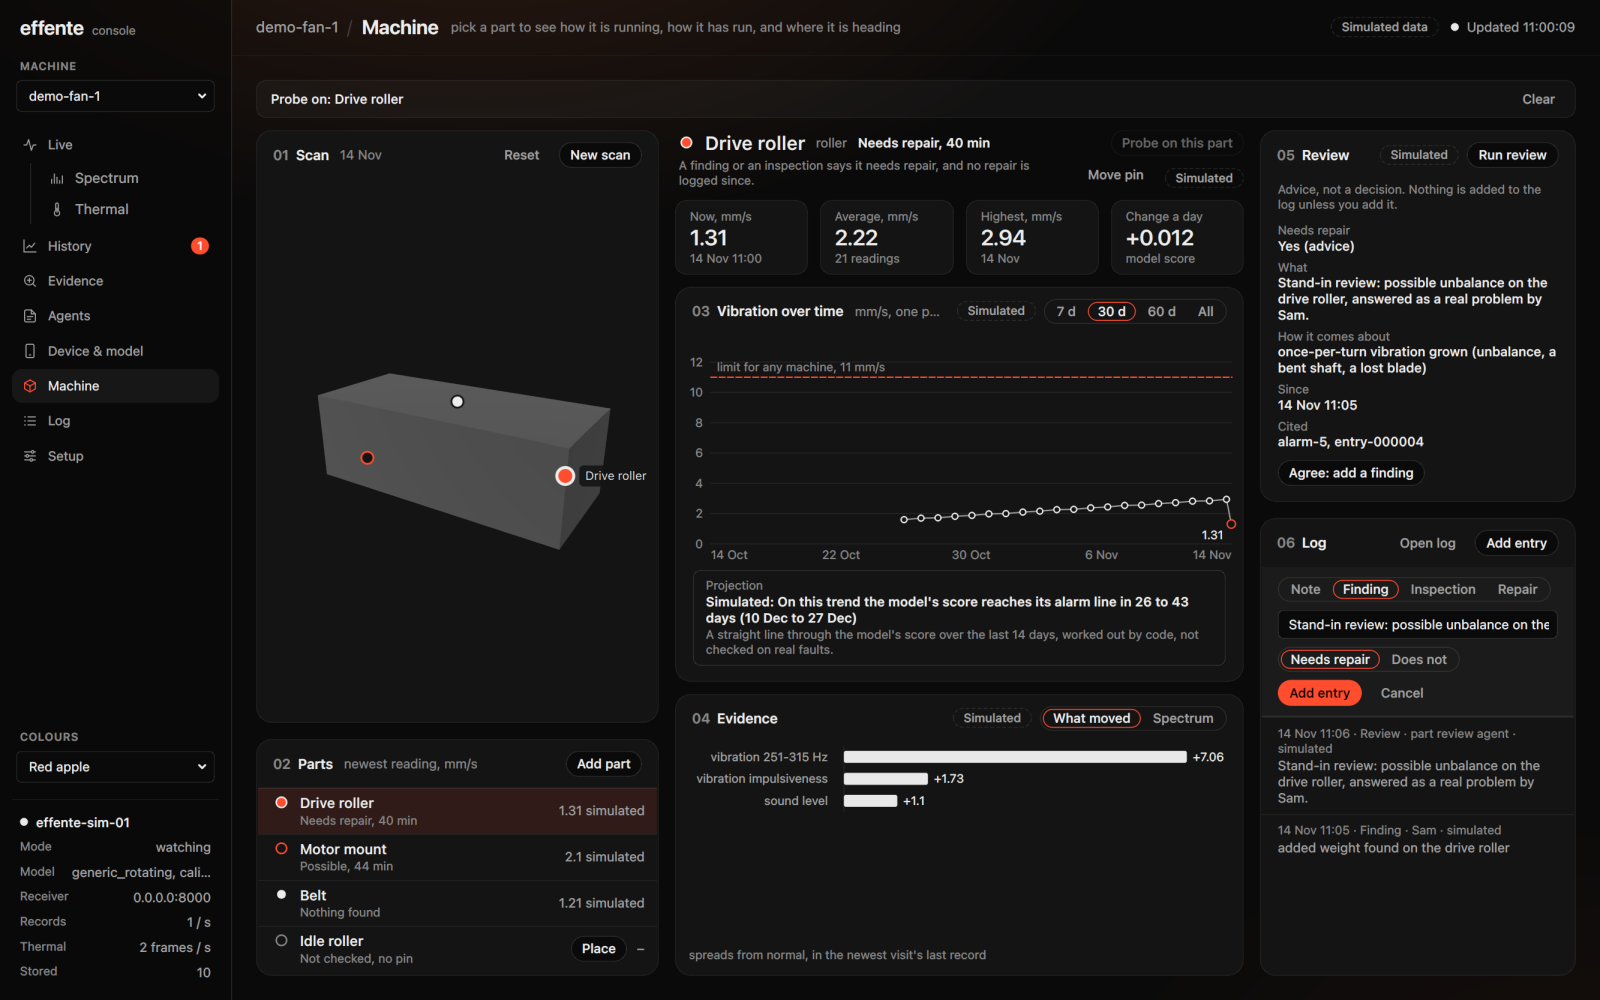 effente console
MACHINE
demo-fan-1
Live
Spectrum
Thermal
History
1
Evidence
Agents
Device & model
Machine
Log
Setup
COLOURS
Red apple
effente-sim-01
Mode watching
Model generic_rotating, cali...
Receiver 0.0.0.0:8000
Records 1 / s
Thermal 2 frames / s
Stored 10
demo-fan-1 / Machine pick a part to see how it is running, how it has run, and where it is heading
Simulated data Updated 11:00:09
Probe on: Drive roller Clear
01 Scan 14 Nov Reset New scan
Drive roller
02 Parts newest reading, mm/s Add part
Drive roller
Needs repair, 40 min
1.31 simulated
Motor mount
Possible, 44 min
2.1 simulated
Belt
Nothing found
1.21 simulated
Idle roller
Not checked, no pin
Place –
Drive roller roller Needs repair, 40 min Probe on this part
A finding or an inspection says it needs repair, and no repair is
logged since.
Move pin Simulated
Now, mm/s
1.31
14 Nov 11:00
Average, mm/s
2.22
21 readings
Highest, mm/s
2.94
14 Nov
Change a day
+0.012
model score
03 Vibration over time mm/s, one p... Simulated 7 d 30 d 60 d All
12
limit for any machine, 11 mm/s
10
8
6
4
2
1.31
0
14 Oct 22 Oct 30 Oct 6 Nov 14 Nov
Projection
Simulated: On this trend the model's score reaches its alarm line in 26 to 43
days (10 Dec to 27 Dec)
A straight line through the model's score over the last 14 days, worked out by code, not
checked on real faults.
04 Evidence Simulated What moved Spectrum
vibration 251-315 Hz +7.06
vibration impulsiveness +1.73
sound level +1.1
spreads from normal, in the newest visit's last record
05 Review Simulated Run review
Advice, not a decision. Nothing is added to the
log unless you add it.
Needs repair
Yes (advice)
What
Stand-in review: possible unbalance on the
drive roller, answered as a real problem by
Sam.
How it comes about
once-per-turn vibration grown (unbalance, a
bent shaft, a lost blade)
Since
14 Nov 11:05
Cited
alarm-5, entry-000004
Agree: add a finding
06 Log Open log Add entry
Note Finding Inspection Repair
Stand-in review: possible unbalance on the
Needs repair Does not
Add entry Cancel
14 Nov 11:06 · Review · part review agent ·
simulated
Stand-in review: possible unbalance on the
drive roller, answered as a real problem by
Sam.
14 Nov 11:05 · Finding · Sam · simulated
added weight found on the drive roller